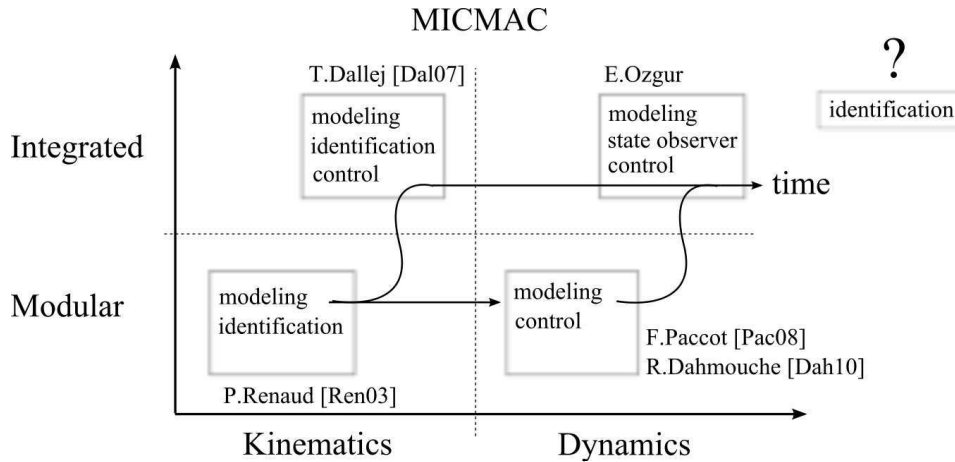 MICMAC
T.Dallej [Dal07]
E.Ozgur
?
modeling
identification
control
modeling
state observer
control
identification
Integrated
time
Modular
modeling
identification
modeling
control
F.Paccot [Pac08]
R.Dahmouche [Dah10]
P.Renaud [Ren03]
Kinematics
Dynamics